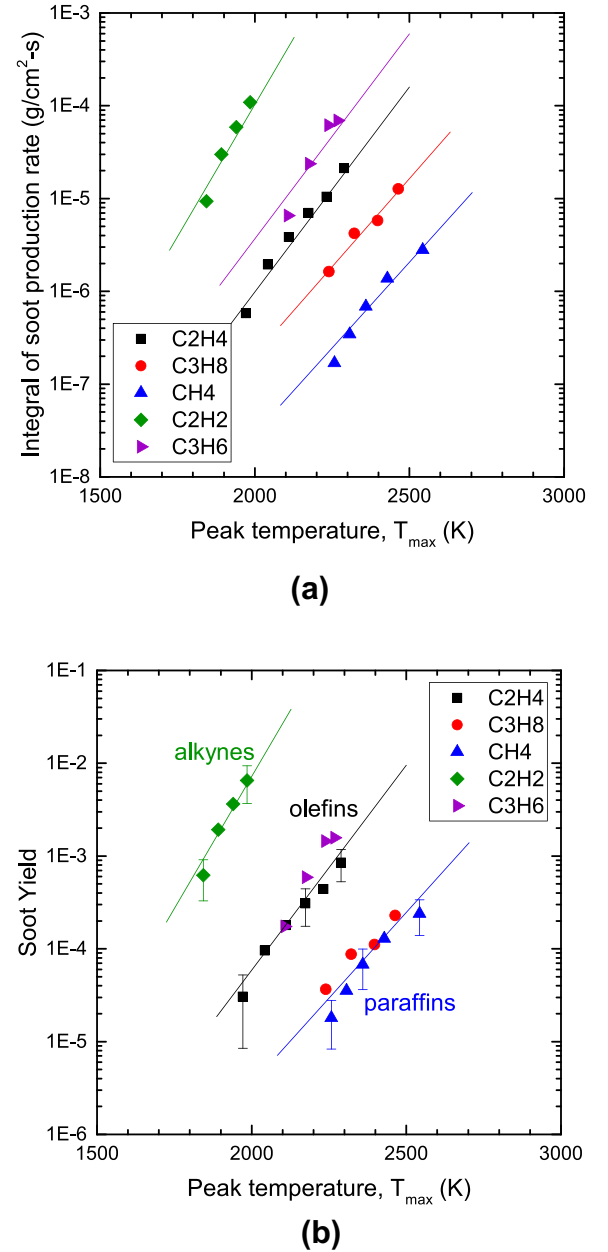 1E-3
1E-4
1E-5
1E-6
1E-7
1E-8
Integral of soot production rate (g/cm²-s)
C2H4
C3H8
CH4
C2H2
C3H6
1500 2000 2500 3000
Peak temperature, Tmax (K)
(a)
1E-1
1E-2
1E-3
1E-4
1E-5
1E-6
Soot Yield
alkynes
olefins
paraffins
C2H4
C3H8
CH4
C2H2
C3H6
1500 2000 2500 3000
Peak temperature, Tmax (K)
(b)